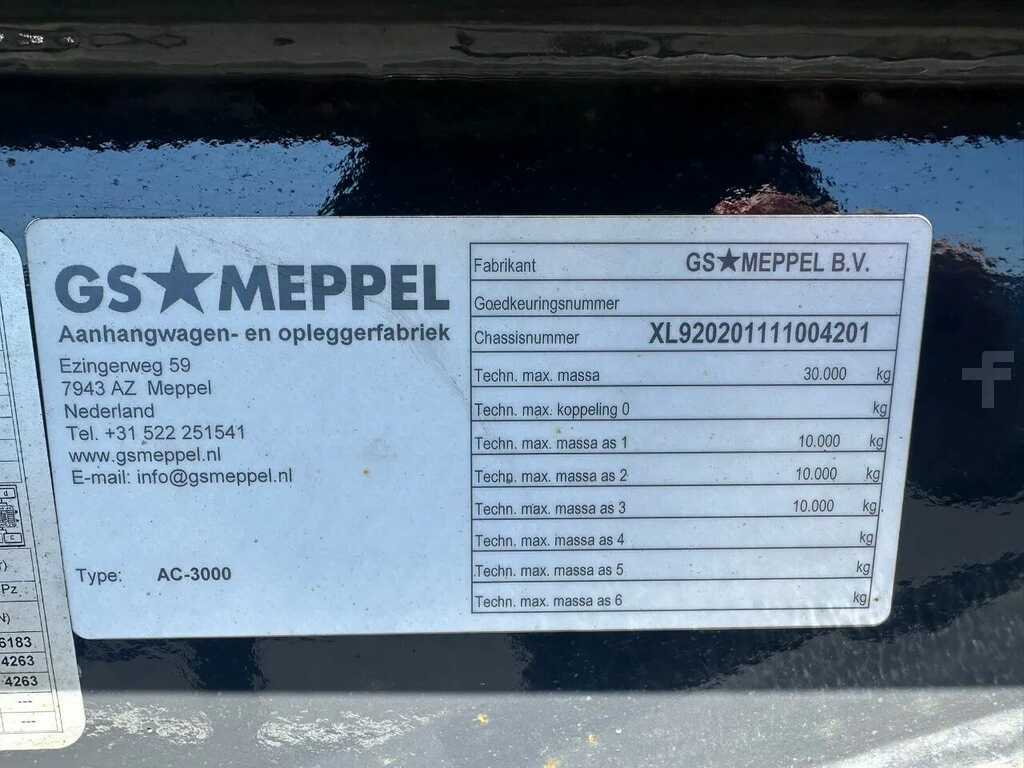 GS★MEPPEL
Aanhangwagen- en opleggerfabriek
Ezingerweg 59
7943 AZ Meppel
Nederland
Tel. +31 522 251541
www.gsmeppel.nl
E-mail: info@gsmeppel.nl
Type: AC-3000
Fabrikant GS★MEPPEL B.V.
Goedkeuringsnummer
Chassisnummer XL920201111004201
Techn. max. massa 30.000 kg
Techn. max. koppeling 0 kg
Techn. max. massa as 1 10.000 kg
Techn. max. massa as 2 10.000 kg
Techn. max. massa as 3 10.000 kg
Techn. max. massa as 4 kg
Techn. max. massa as 5 kg
Techn. max. massa as 6 kg
Pz
6183
4263
4263
---
---
f